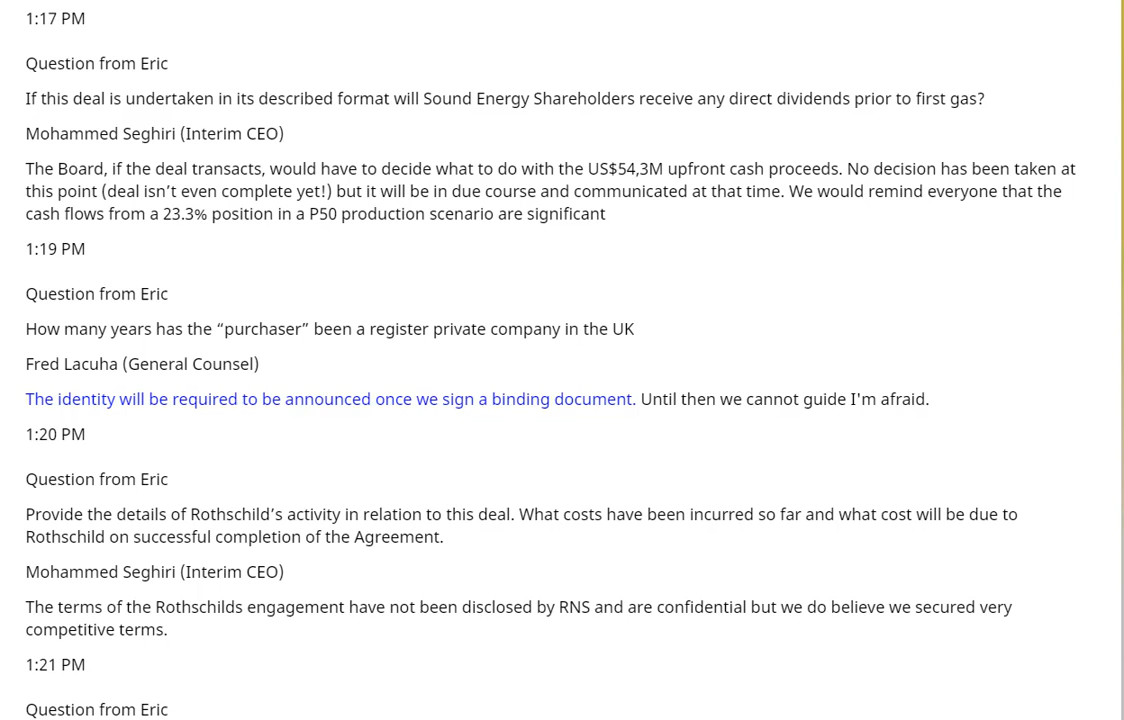 1:17 PM
Question from Eric
If this deal is undertaken in its described format will Sound Energy Shareholders receive any direct dividends prior to first gas?
Mohammed Seghiri (Interim CEO)
The Board, if the deal transacts, would have to decide what to do with the US$54,3M upfront cash proceeds. No decision has been taken at
this point (deal isn’t even complete yet!) but it will be in due course and communicated at that time. We would remind everyone that the
cash flows from a 23.3% position in a P50 production scenario are significant
1:19 PM
Question from Eric
How many years has the “purchaser” been a register private company in the UK
Fred Lacuha (General Counsel)
The identity will be required to be announced once we sign a binding document. Until then we cannot guide I'm afraid.
1:20 PM
Question from Eric
Provide the details of Rothschild’s activity in relation to this deal. What costs have been incurred so far and what cost will be due to
Rothschild on successful completion of the Agreement.
Mohammed Seghiri (Interim CEO)
The terms of the Rothschilds engagement have not been disclosed by RNS and are confidential but we do believe we secured very
competitive terms.
1:21 PM
Question from Eric